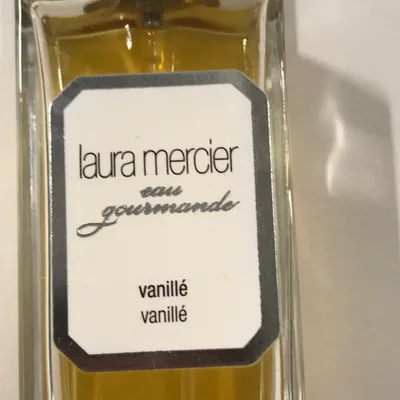 laura mercier
eau
gourmande
vanillé
vanillé